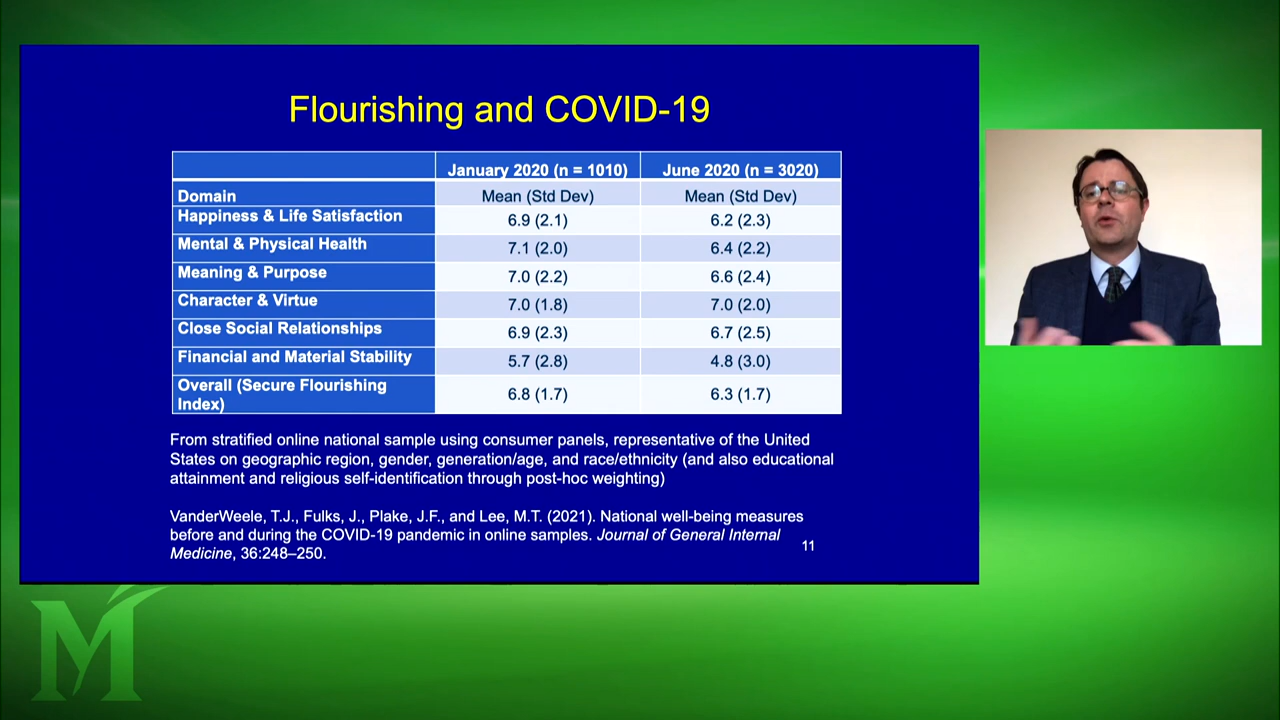 Flourishing and COVID-19
January 2020 (n = 1010) June 2020 (n = 3020)
Domain Mean (Std Dev) Mean (Std Dev)
Happiness & Life Satisfaction 6.9 (2.1) 6.2 (2.3)
Mental & Physical Health 7.1 (2.0) 6.4 (2.2)
Meaning & Purpose 7.0 (2.2) 6.6 (2.4)
Character & Virtue 7.0 (1.8) 7.0 (2.0)
Close Social Relationships 6.9 (2.3) 6.7 (2.5)
Financial and Material Stability 5.7 (2.8) 4.8 (3.0)
Overall (Secure Flourishing
Index) 6.8 (1.7) 6.3 (1.7)
From stratified online national sample using consumer panels, representative of the United
States on geographic region, gender, generation/age, and race/ethnicity (and also educational
attainment and religious self-identification through post-hoc weighting)
VanderWeele, T.J., Fulks, J., Plake, J.F., and Lee, M.T. (2021). National well-being measures
before and during the COVID-19 pandemic in online samples. Journal of General Internal
Medicine, 36:248–250.
11
M